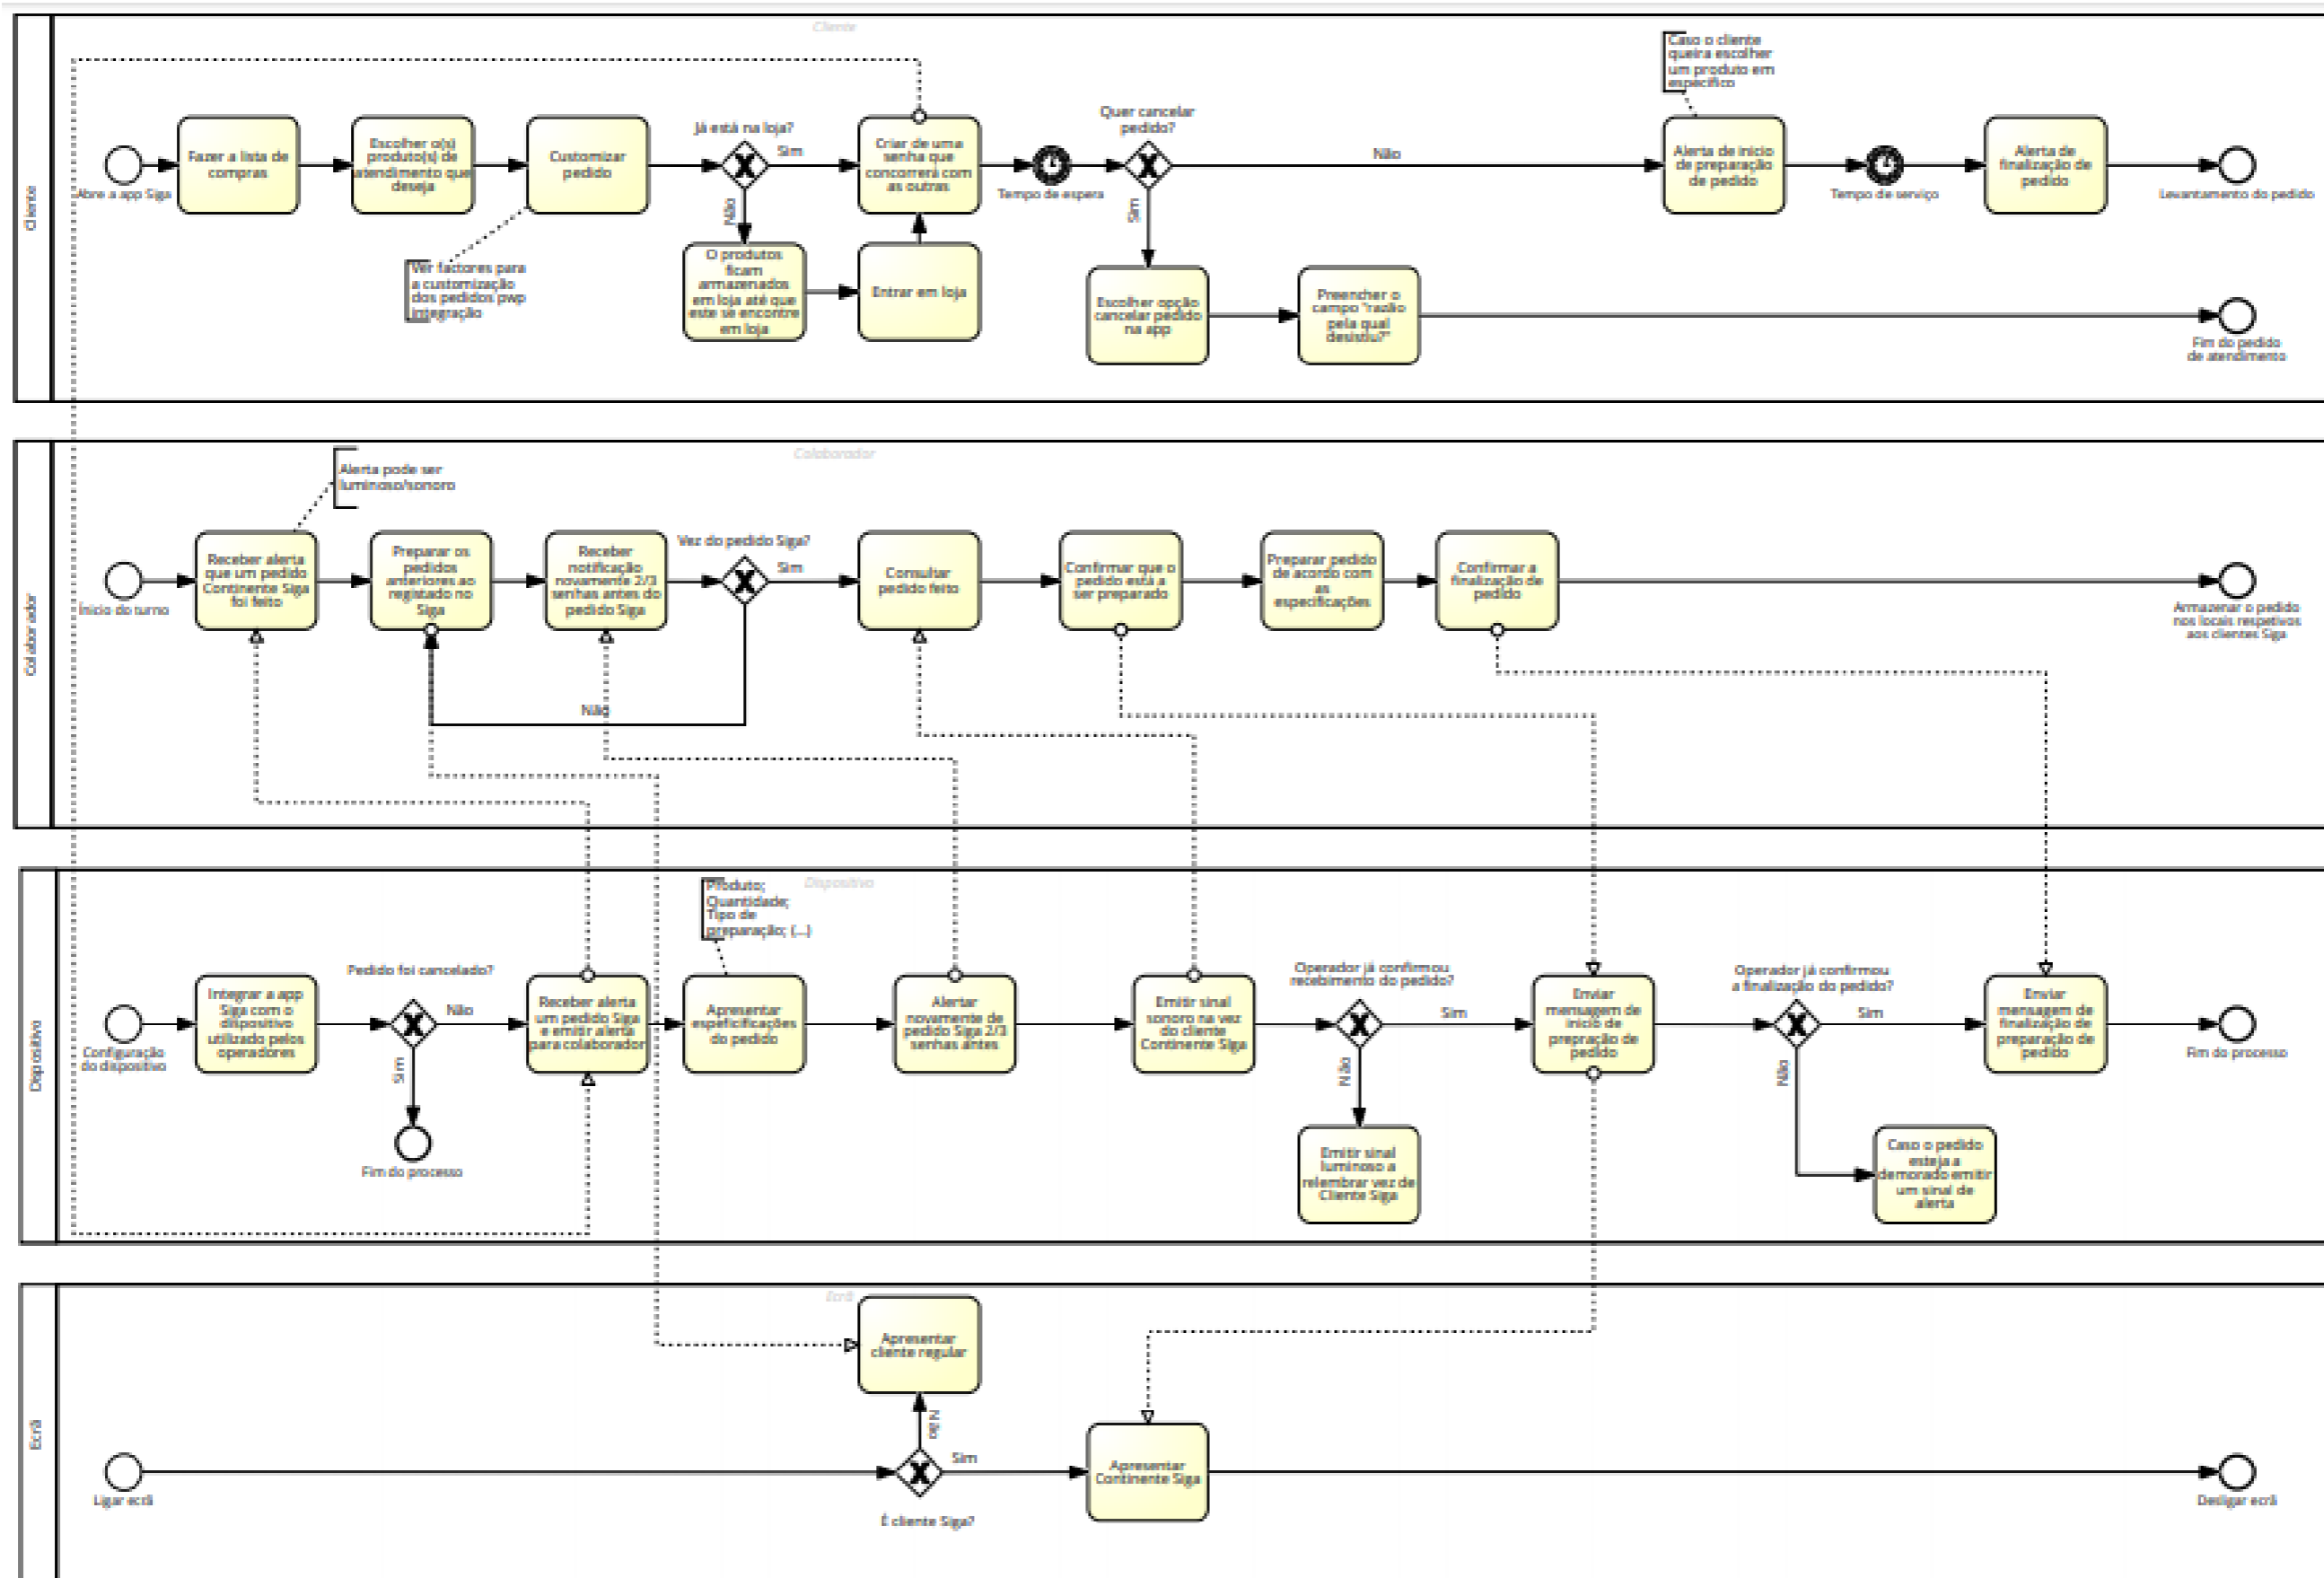 Cliente
Cliente
Caso o cliente
queira escolher
um produto em
específico
Quer cancelar
pedido?
Já está na loja?
Sim
Não
Fazer a lista de
compras
Escolher o(s)
produto(s) de
atendimento que
deseja
Customizar
pedido
Criar de uma
senha que
concorrerá com
as outras
Alerta de inicio
de preparação
de pedido
Alerta de
finalização de
pedido
Abre a app Siga
Tempo de espera
Tempo de serviço
Levantamento do pedido
Não
Sim
Ver factores para
a customização
dos pedidos pwp
integração
O produtos
ficam
armazenados
em loja até que
este se encontre
em loja
Entrar em loja
Escolher opção
cancelar pedido
na app
Preencher o
campo "razão
pela qual
desistiu?"
Fim do pedido
de atendimento
Colaborador
Colaborador
Alerta pode ser
luminoso/sonoro
Vez do pedido Siga?
Sim
Receber alerta
que um pedido
Continente Siga
foi feito
Preparar os
pedidos
anteriores ao
registado no
Siga
Receber
notificação
novamente 2/3
senhas antes do
pedido Siga
Consultar
pedido feito
Confirmar que o
pedido está a
ser preparado
Preparar pedido
de acordo com
as
especificações
Confirmar a
finalização de
pedido
Inicio do turno
Armazenar o pedido
nos locais respetivos
aos clientes Siga
Não
Dispositivo
Dispositivo
Produto;
Quantidade;
Tipo de
preparação; (...)
Pedido foi cancelado?
Operador já confirmou
recebimento do pedido?
Operador já confirmou
a finalização do pedido?
Integrar a app
Siga com o
dispositivo
utilizado pelos
operadores
Não
Receber alerta
um pedido Siga
e emitir alerta
para colaborador
Apresentar
espeficificações
do pedido
Alertar
novamente de
pedido Siga 2/3
senhas antes
Emitir sinal
sonoro na vez
do cliente
Continente Siga
Sim
Enviar
mensagem de
inicio de
prepração de
pedido
Sim
Enviar
mensagem de
finalização de
preparação de
pedido
Configuração
do dispositivo
Fim do processo
Sim
Não
Não
Fim do processo
Emitir sinal
luminoso a
relembrar vez de
Cliente Siga
Caso o pedido
esteja a
demorado emitir
um sinal de
alerta
Ecrã
Ecrã
Apresentar
cliente regular
Não
Sim
Apresentar
Continente Siga
Ligar ecrã
É cliente Siga?
Desligar ecrã